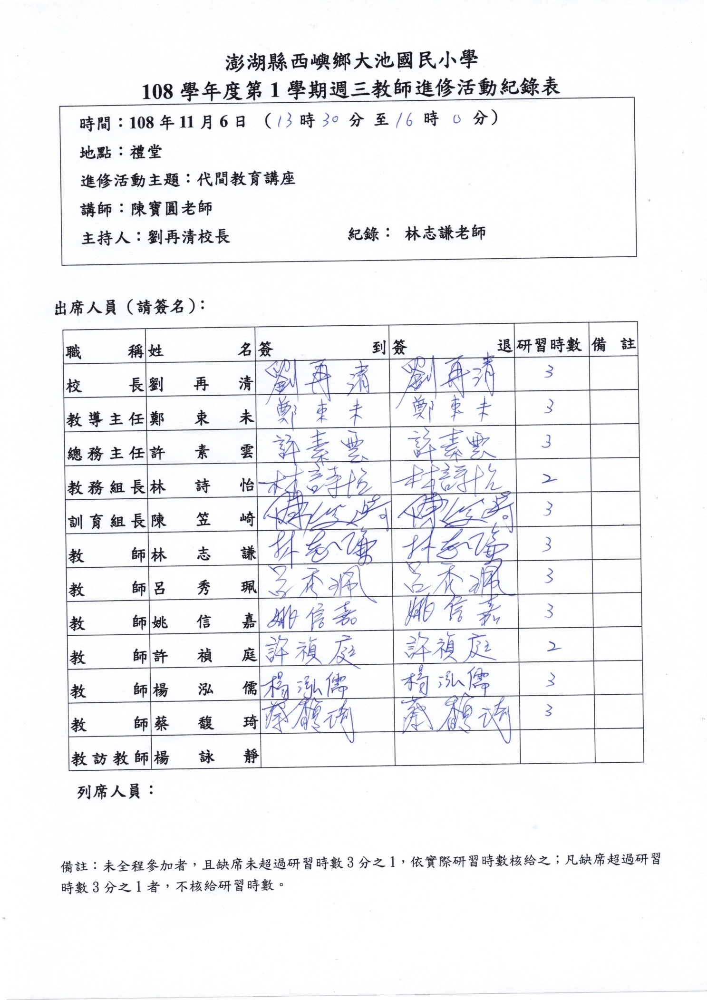 澎湖縣西嶼鄉大池國民小學
108 學年度第 1 學期週三教師進修活動紀錄表
時間：108 年 11 月 6 日 （13 時 30 分 至 16 時 0 分）
地點：禮堂
進修活動主題：代間教育講座
講師：陳寶圓老師
主持人：劉再清校長 紀錄： 林志謙老師
出席人員（請簽名）：
職稱 姓名 簽到 簽退 研習時數 備註
校長 劉再清 劉再清 劉再清 3
教導主任 鄭束未 鄭束未 鄭束未 3
總務主任 許素雲 許素雲 許素雲 3
教務組長 林詩怡 林詩怡 林詩怡 2
訓育組長 陳笠崎 陳笠崎 陳笠崎 3
教師 林志謙 林志謙 林志謙 3
教師 呂秀珮 呂秀珮 呂秀珮 3
教師 姚信嘉 姚信嘉 姚信嘉 3
教師 許禎庭 許禎庭 許禎庭 2
教師 楊泓儒 楊泓儒 楊泓儒 3
教師 蔡馥琦 蔡馥琦 蔡馥琦 3
教訪教師 楊詠靜
列席人員：
備註：未全程參加者，且缺席未超過研習時數 3 分之 1，依實際研習時數核給之；凡缺席超過研習
時數 3 分之 1 者，不核給研習時數。